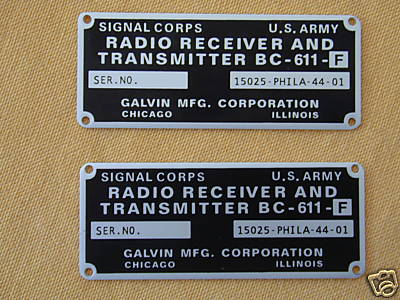 SIGNAL CORPS U.S. ARMY
RADIO RECEIVER AND
TRANSMITTER BC-611-F
SER.NO. 15025-PHILA-44-01
GALVIN MFG. CORPORATION
CHICAGO ILLINOIS
SIGNAL CORPS U.S. ARMY
RADIO RECEIVER AND
TRANSMITTER BC-611-F
SER.NO. 15025-PHILA-44-01
GALVIN MFG. CORPORATION
CHICAGO ILLINOIS